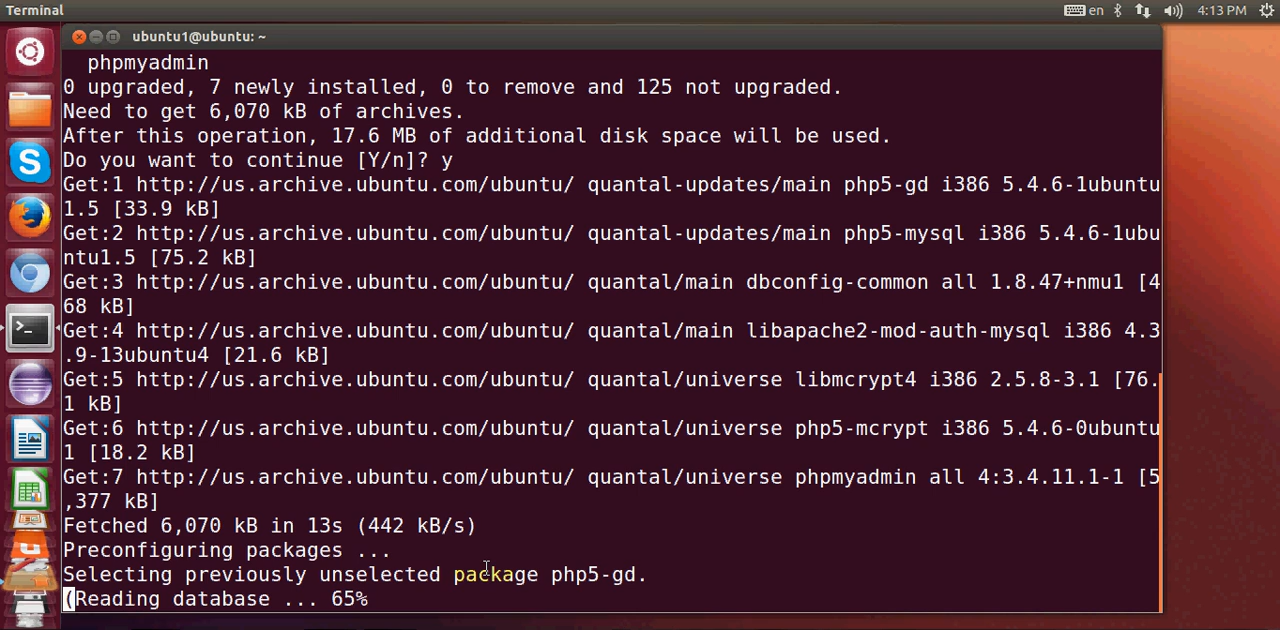 Terminal
en
4:13 PM
ubuntu1@ubuntu: ~
phpmyadmin
0 upgraded, 7 newly installed, 0 to remove and 125 not upgraded.
Need to get 6,070 kB of archives.
After this operation, 17.6 MB of additional disk space will be used.
Do you want to continue [Y/n]? y
Get:1 http://us.archive.ubuntu.com/ubuntu/ quantal-updates/main php5-gd i386 5.4.6-1ubuntu
1.5 [33.9 kB]
Get:2 http://us.archive.ubuntu.com/ubuntu/ quantal-updates/main php5-mysql i386 5.4.6-1ubu
ntu1.5 [75.2 kB]
Get:3 http://us.archive.ubuntu.com/ubuntu/ quantal/main dbconfig-common all 1.8.47+nmu1 [4
68 kB]
Get:4 http://us.archive.ubuntu.com/ubuntu/ quantal/main libapache2-mod-auth-mysql i386 4.3
.9-13ubuntu4 [21.6 kB]
Get:5 http://us.archive.ubuntu.com/ubuntu/ quantal/universe libmcrypt4 i386 2.5.8-3.1 [76.
1 kB]
Get:6 http://us.archive.ubuntu.com/ubuntu/ quantal/universe php5-mcrypt i386 5.4.6-0ubuntu
1 [18.2 kB]
Get:7 http://us.archive.ubuntu.com/ubuntu/ quantal/universe phpmyadmin all 4:3.4.11.1-1 [5
,377 kB]
Fetched 6,070 kB in 13s (442 kB/s)
Preconfiguring packages ...
Selecting previously unselected package php5-gd.
(Reading database ... 65%